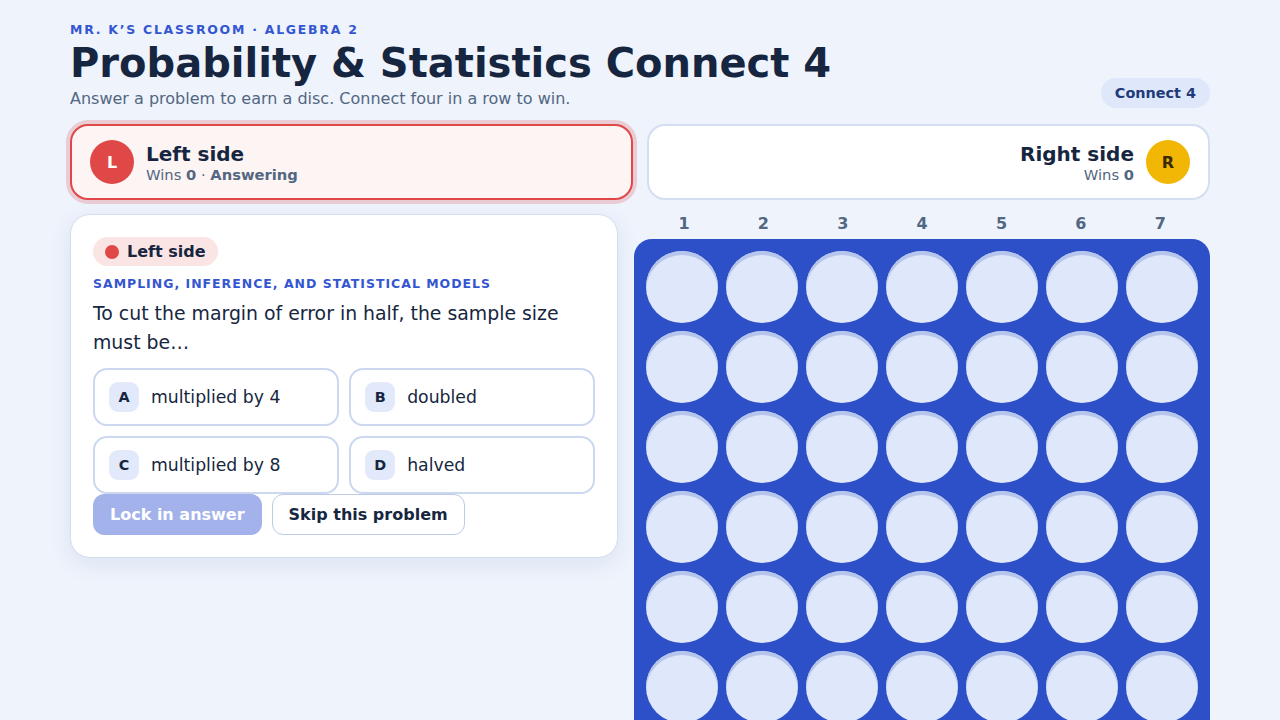 MR. K’S CLASSROOM · ALGEBRA 2
Probability & Statistics Connect 4
Answer a problem to earn a disc. Connect four in a row to win.
Connect 4
L
Left side
Wins 0 · Answering
Right side
Wins 0
R
Left side
SAMPLING, INFERENCE, AND STATISTICAL MODELS
To cut the margin of error in half, the sample size
must be…
A multiplied by 4
B doubled
C multiplied by 8
D halved
Lock in answer
Skip this problem
1 2 3 4 5 6 7